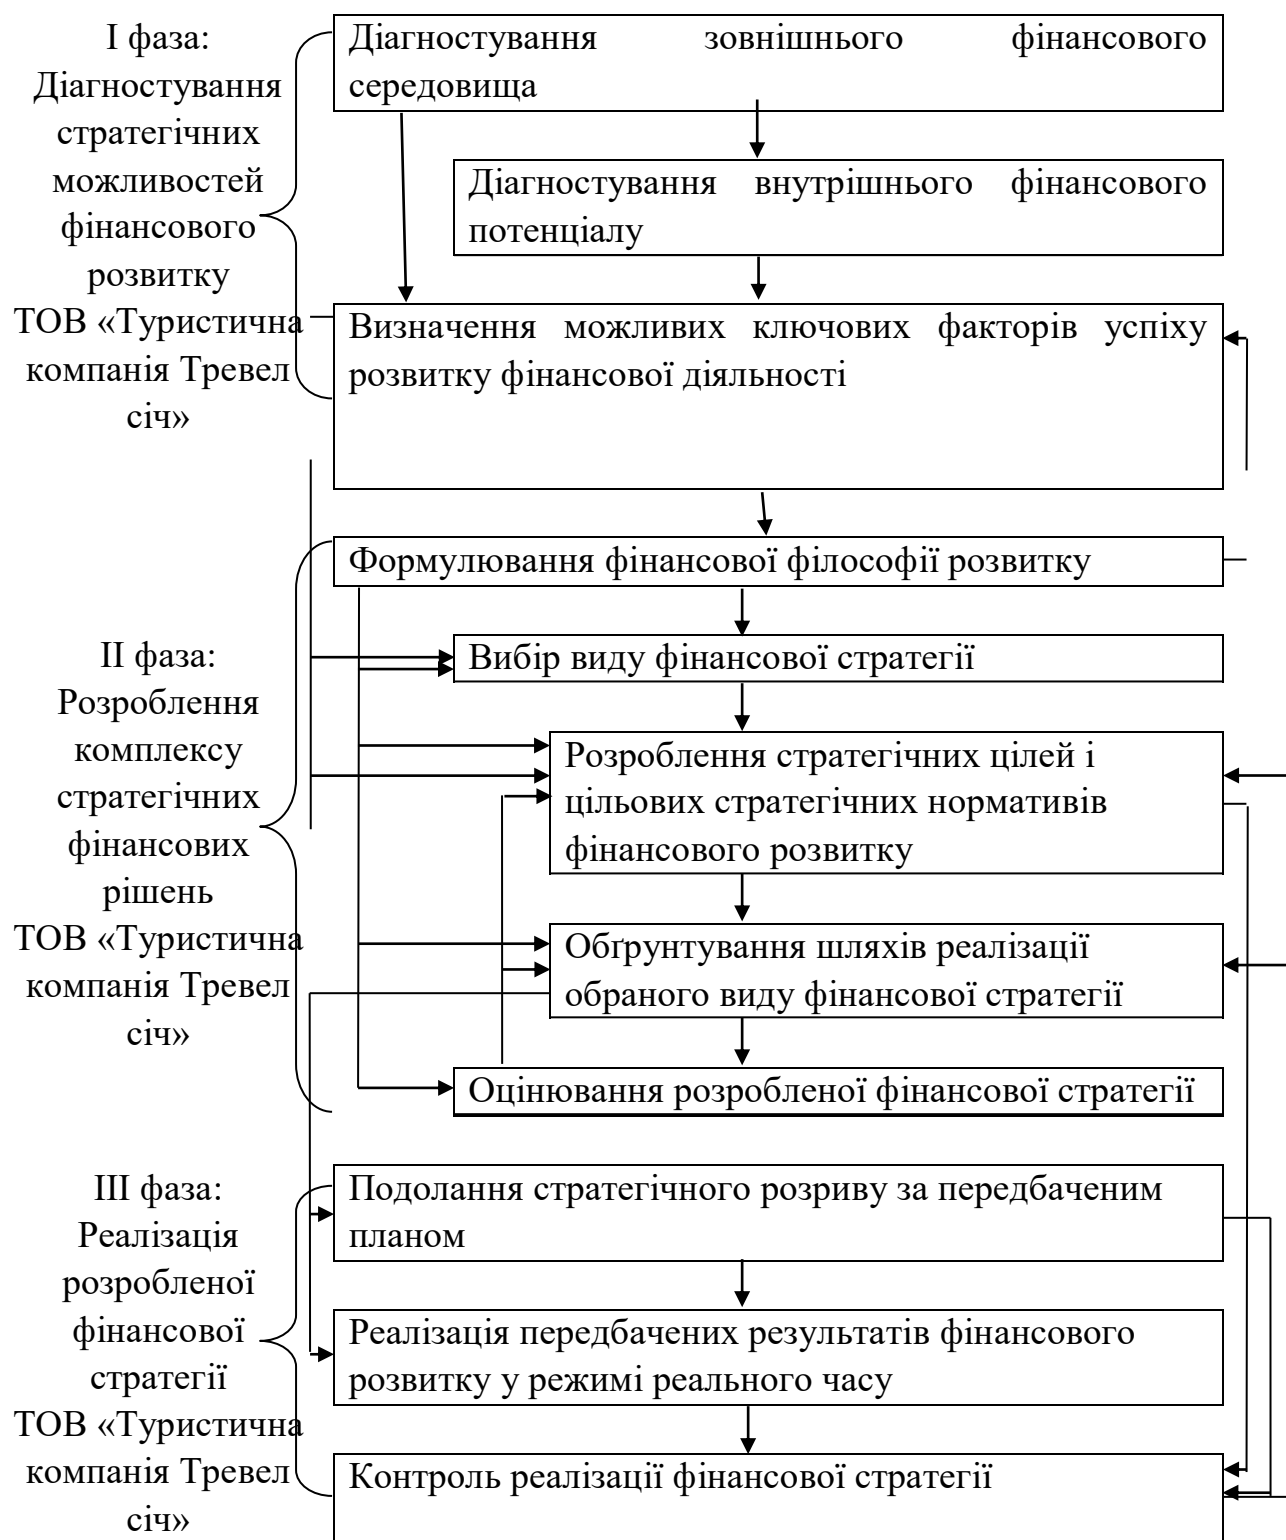 І фаза:
Діагностування
стратегічних
можливостей
фінансового
розвитку
ТОВ «Туристична
компанія Тревел
січ»
Діагностування зовнішнього фінансового
середовища
Діагностування внутрішнього фінансового
потенціалу
Визначення можливих ключових факторів успіху
розвитку фінансової діяльності
ІІ фаза:
Розроблення
комплексу
стратегічних
фінансових
рішень
ТОВ «Туристична
компанія Тревел
січ»
Формулювання фінансової філософії розвитку
Вибір виду фінансової стратегії
Розроблення стратегічних цілей і
цільових стратегічних нормативів
фінансового розвитку
Обґрунтування шляхів реалізації
обраного виду фінансової стратегії
Оцінювання розробленої фінансової стратегії
ІІІ фаза:
Реалізація
розробленої
фінансової
стратегії
ТОВ «Туристична
компанія Тревел
січ»
Подолання стратегічного розриву за передбаченим
планом
Реалізація передбачених результатів фінансового
розвитку у режимі реального часу
Контроль реалізації фінансової стратегії